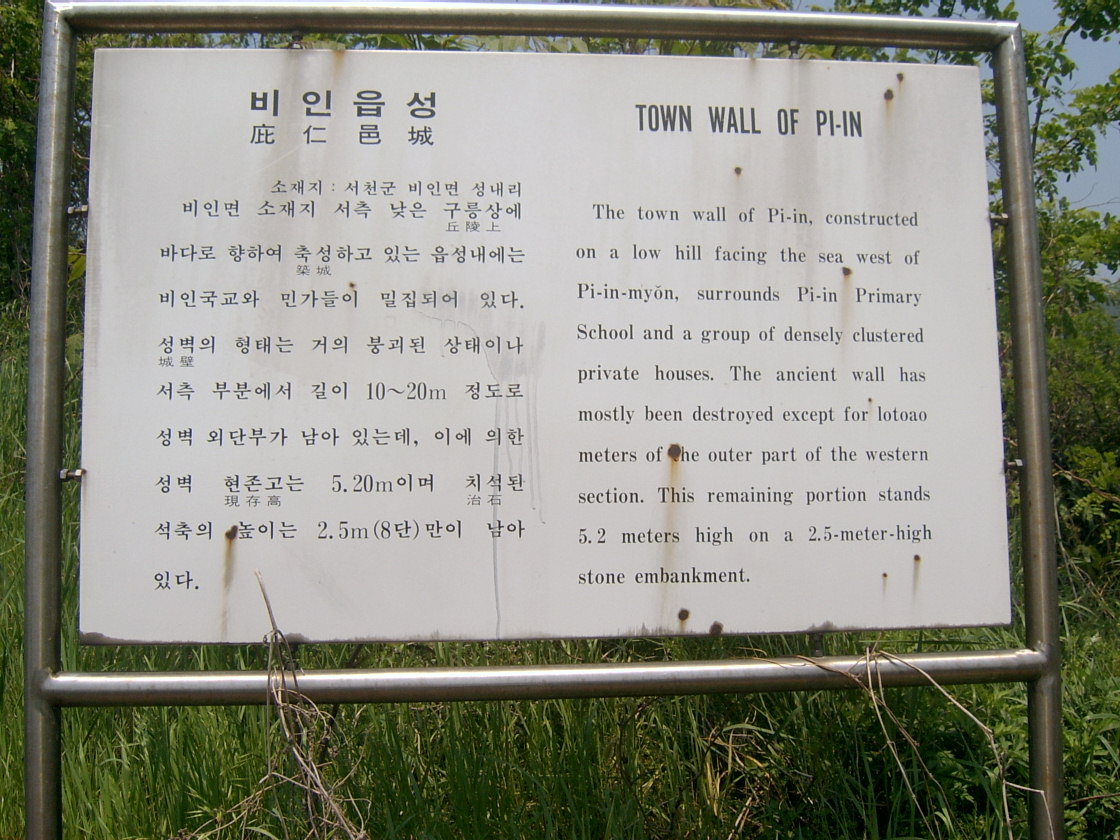 비인읍성
庇仁邑城
소재지 : 서천군 비인면 성내리
비인면 소재지 서측 낮은 구릉상에
丘陵上
바다로 향하여 축성하고 있는 읍성내에는
築城
비인국교와 민가들이 밀집되어 있다.
성벽의 형태는 거의 붕괴된 상태이나
城壁
서측 부분에서 길이 10~20m 정도로
성벽 외단부가 남아 있는데, 이에 의한
성벽 현존고는 5.20m이며 치석된
現存高 治石
석축의 높이는 2.5m(8단)만이 남아
있다.
TOWN WALL OF PI-IN
The town wall of Pi-in, constructed
on a low hill facing the sea west of
Pi-in-myŏn, surrounds Pi-in Primary
School and a group of densely clustered
private houses. The ancient wall has
mostly been destroyed except for lotoao
meters of the outer part of the western
section. This remaining portion stands
5.2 meters high on a 2.5-meter-high
stone embankment.